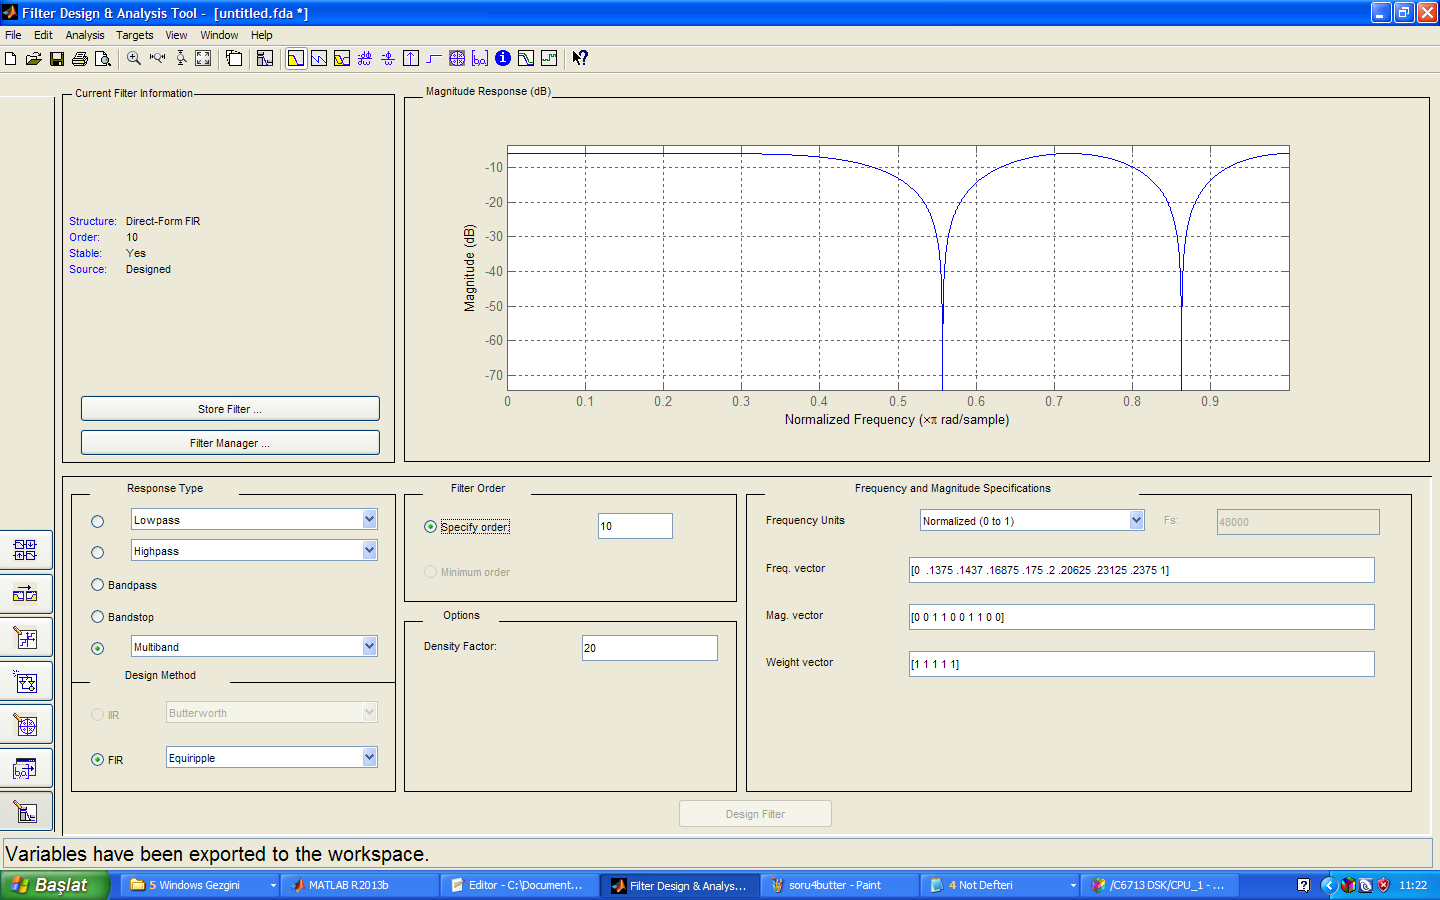 Filter Design & Analysis Tool - [untitled.fda *]
File Edit Analysis Targets View Window Help
Current Filter Information
Structure: Direct-Form FIR
Order: 10
Stable: Yes
Source: Designed
Store Filter ...
Filter Manager ...
Magnitude Response (dB)
Magnitude (dB)
-10
-20
-30
-40
-50
-60
-70
0 0.1 0.2 0.3 0.4 0.5 0.6 0.7 0.8 0.9
Normalized Frequency (×π rad/sample)
Response Type
Lowpass
Highpass
Bandpass
Bandstop
Multiband
Design Method
IIR Butterworth
FIR Equiripple
Filter Order
Specify order: 10
Minimum order
Options
Density Factor: 20
Frequency and Magnitude Specifications
Frequency Units Normalized (0 to 1) Fs: 48000
Freq. vector [0 .1375 .1437 .16875 .175 .2 .20625 .23125 .2375 1]
Mag. vector [0 0 1 1 0 0 1 1 0 0]
Weight vector [1 1 1 1 1]
Design Filter
Variables have been exported to the workspace.
Başlat 5 Windows Gezgini MATLAB R2013b Editor - C:\Document... Filter Design & Analys... soru4butter - Paint 4 Not Defteri /C6713 DSK/CPU_1 - ... 11:22